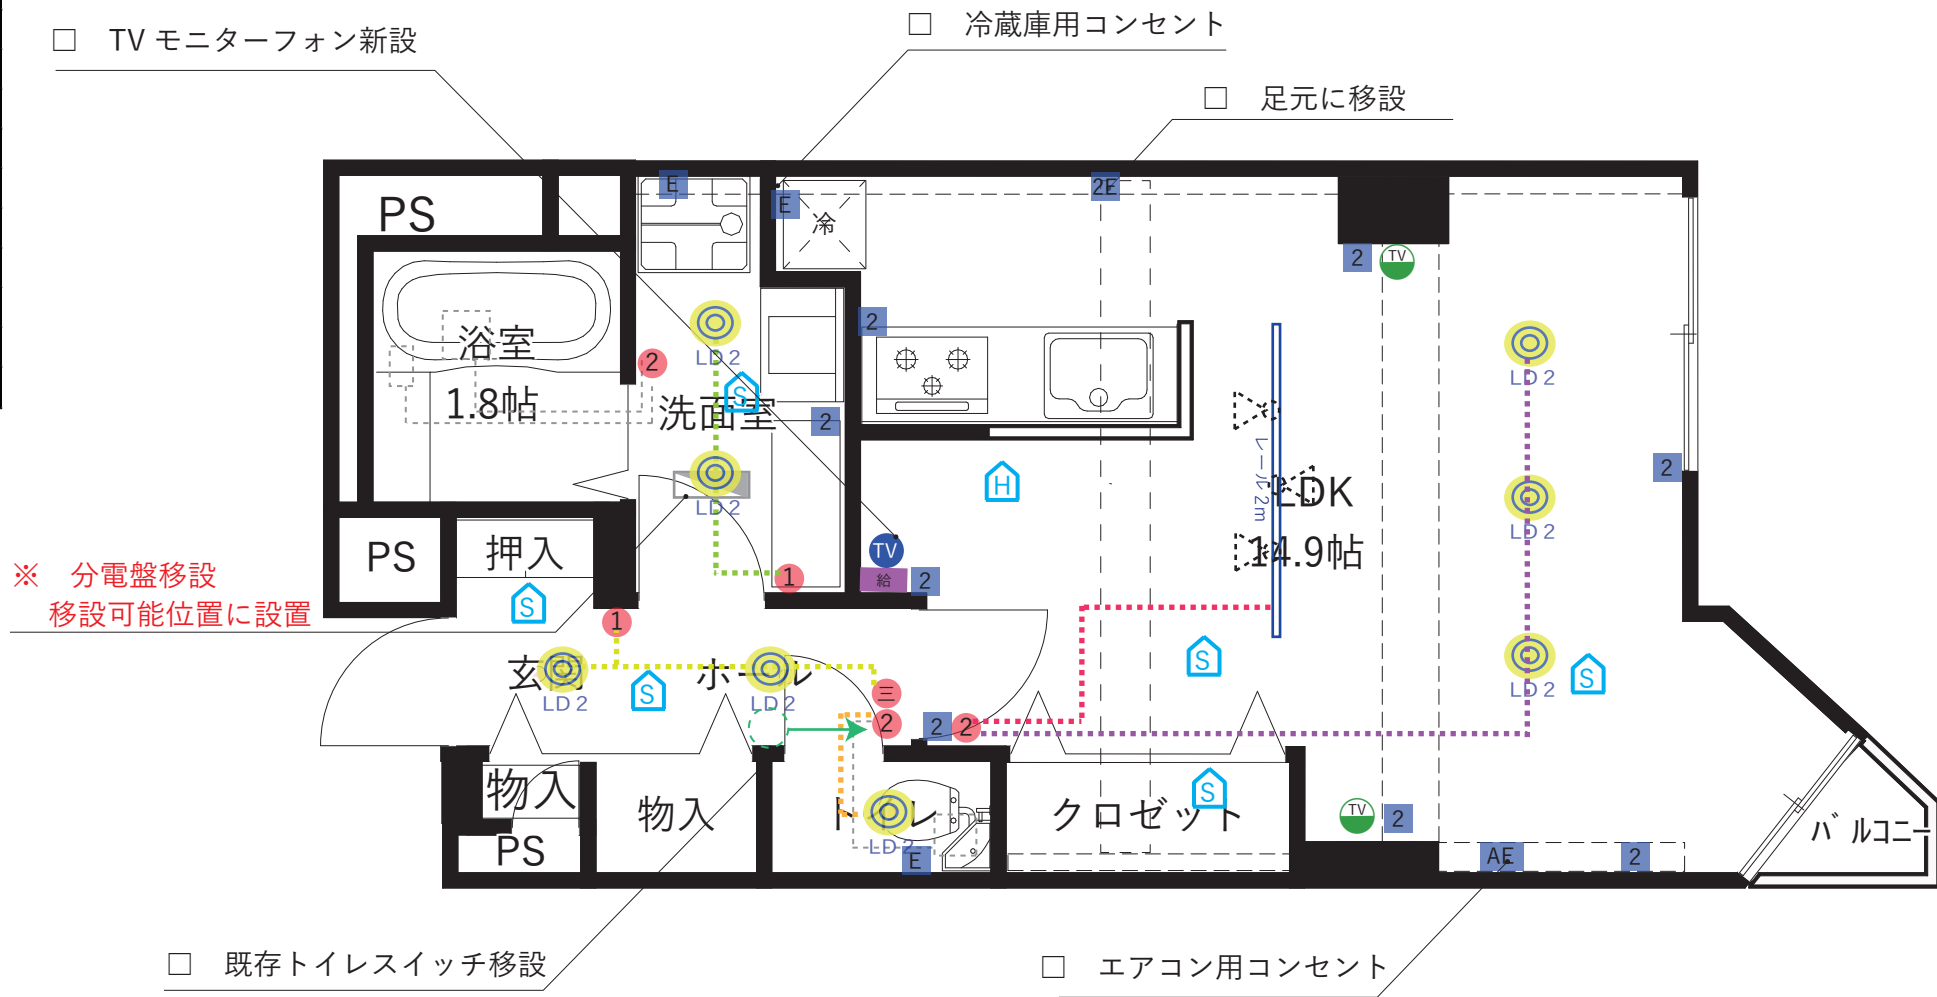 □ TV モニターフォン新設
□ 冷蔵庫用コンセント
□ 足元に移設
PS
E
E
冷
2E
2
TV
浴室
1.8帖
2
LD 2
S
洗面室
2
2
LD 2
LD 2
H
レール 2m
LDK
14.9帖
2
LD 2
PS
押入
S
TV
給
2
1
※ 分電盤移設
移設可能位置に設置
1
玄関
LD 2
S
ホール
LD 2
三
2
2
2
S
LD 2
S
物入
PS
物入
トイレ
LD 2
E
クロゼット
S
TV
2
AE
2
バルコニー
□ 既存トイレスイッチ移設
□ エアコン用コンセント